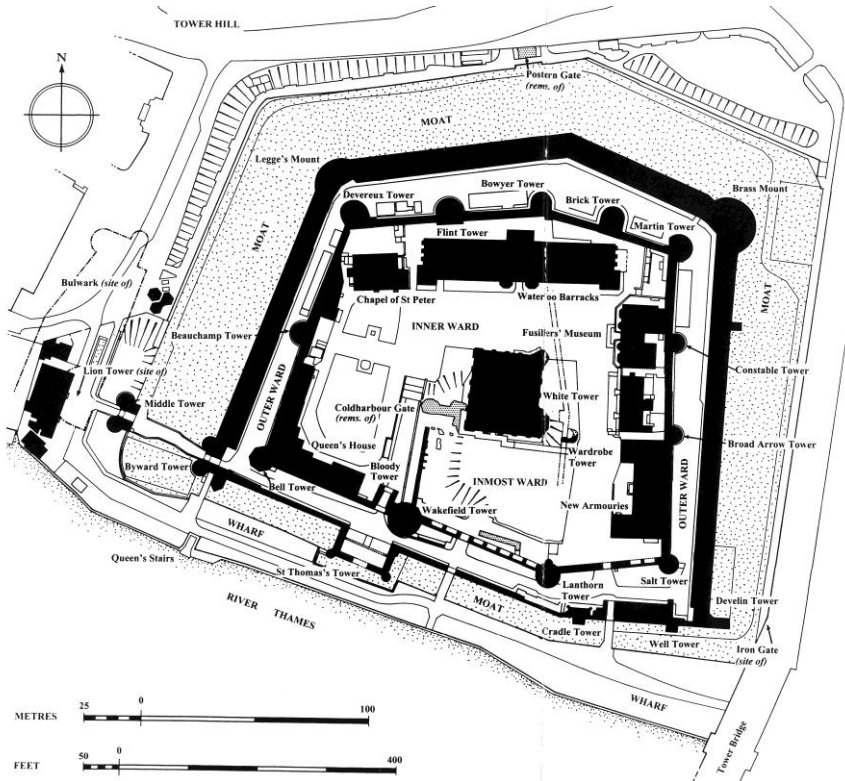 TOWER HILL
N
Postern Gate
(rems. of)
MOAT
Legge's Mount
Bowyer Tower
Devereux Tower
Brick Tower
Brass Mount
Martin Tower
Flint Tower
MOAT
Bulwark (site of)
Chapel of St Peter
Waterloo Barracks
MOAT
INNER WARD
Fusiliers' Museum
Beauchamp Tower
Lion Tower (site of)
Constable Tower
OUTER WARD
White Tower
Middle Tower
Coldharbour Gate
(rems. of)
Queen's House
Broad Arrow Tower
Wardrobe
Tower
Byward Tower
Bloody
Tower
INMOST WARD
OUTER WARD
Bell Tower
New Armouries
Wakefield Tower
WHARF
Queen's Stairs
St Thomas's Tower
Lanthorn
Tower
Salt Tower
RIVER THAMES
MOAT
Develin Tower
Cradle Tower
Well Tower
Iron Gate
(site of)
WHARF
Tower Bridge
METRES
25 0 100
FEET
50 0 400